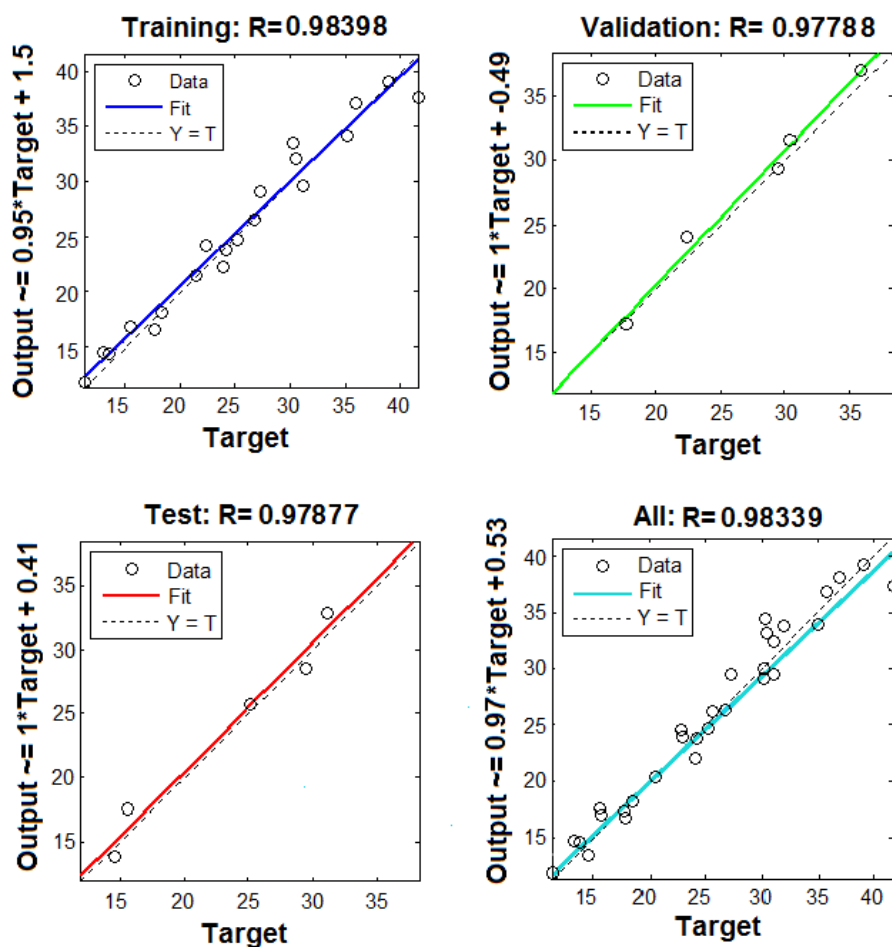 Training: R=0.98398
Output ~= 0.95*Target + 1.5
Data
Fit
Y = T
40
35
30
25
20
15
15 20 25 30 35 40
Target
Validation: R= 0.97788
Output ~= 1*Target + -0.49
Data
Fit
Y = T
35
30
25
20
15
15 20 25 30 35
Target
Test: R= 0.97877
Output ~= 1*Target + 0.41
Data
Fit
Y = T
35
30
25
20
15
15 20 25 30 35
Target
All: R= 0.98339
Output ~= 0.97*Target +0.53
Data
Fit
Y = T
40
35
30
25
20
15
15 20 25 30 35 40
Target